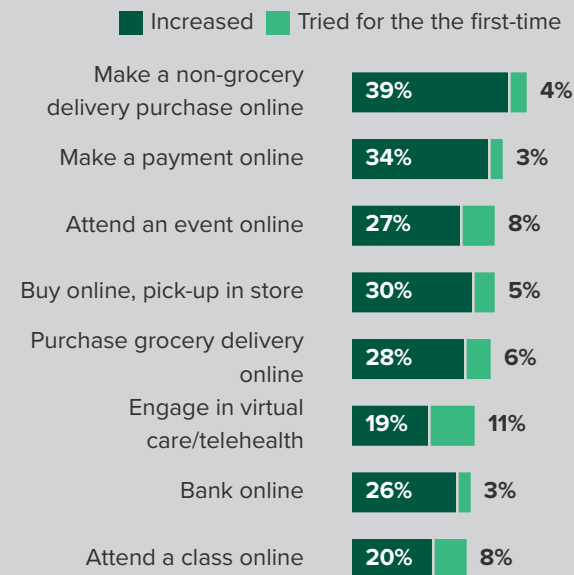 Increased Tried for the the first-time
Make a non-grocery
delivery purchase online
39% 4%
Make a payment online 34% 3%
Attend an event online 27% 8%
Buy online, pick-up in store 30% 5%
Purchase grocery delivery
online
28% 6%
Engage in virtual
care/telehealth
19% 11%
Bank online 26% 3%
Attend a class online 20% 8%